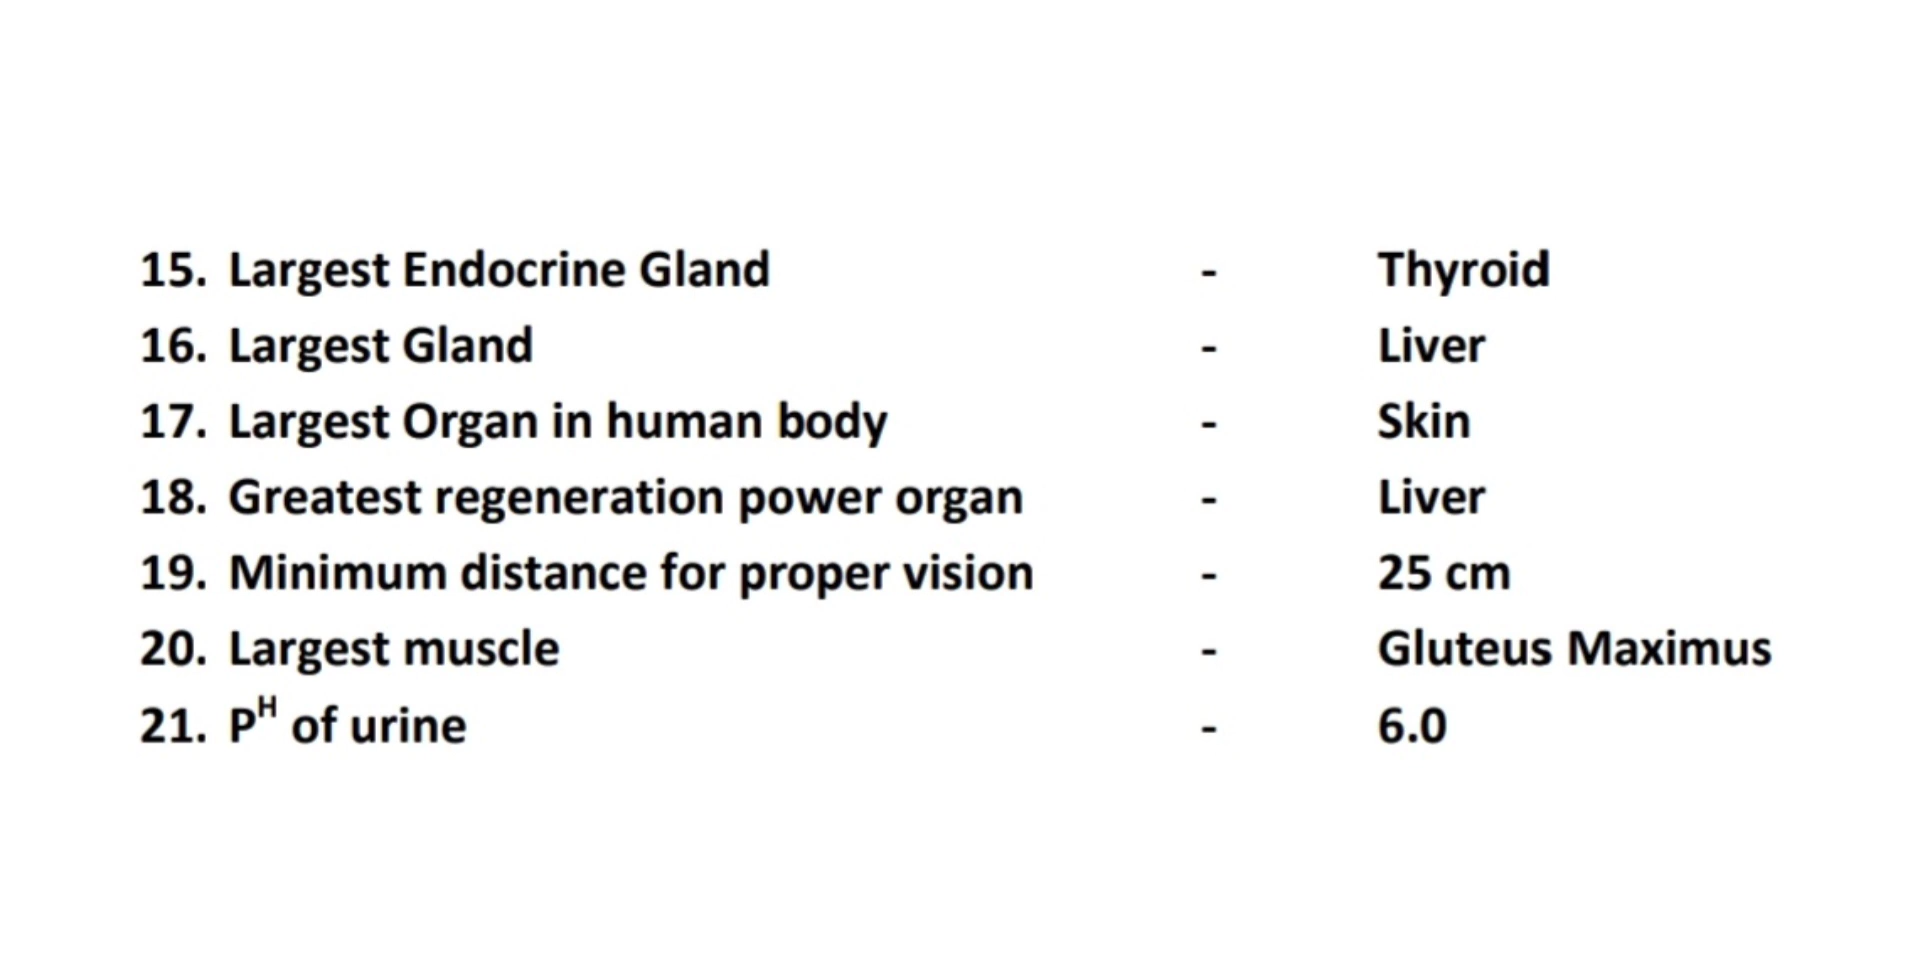 15. Largest Endocrine Gland - Thyroid
16. Largest Gland - Liver
17. Largest Organ in human body - Skin
18. Greatest regeneration power organ - Liver
19. Minimum distance for proper vision - 25 cm
20. Largest muscle - Gluteus Maximus
21. P^H of urine - 6.0